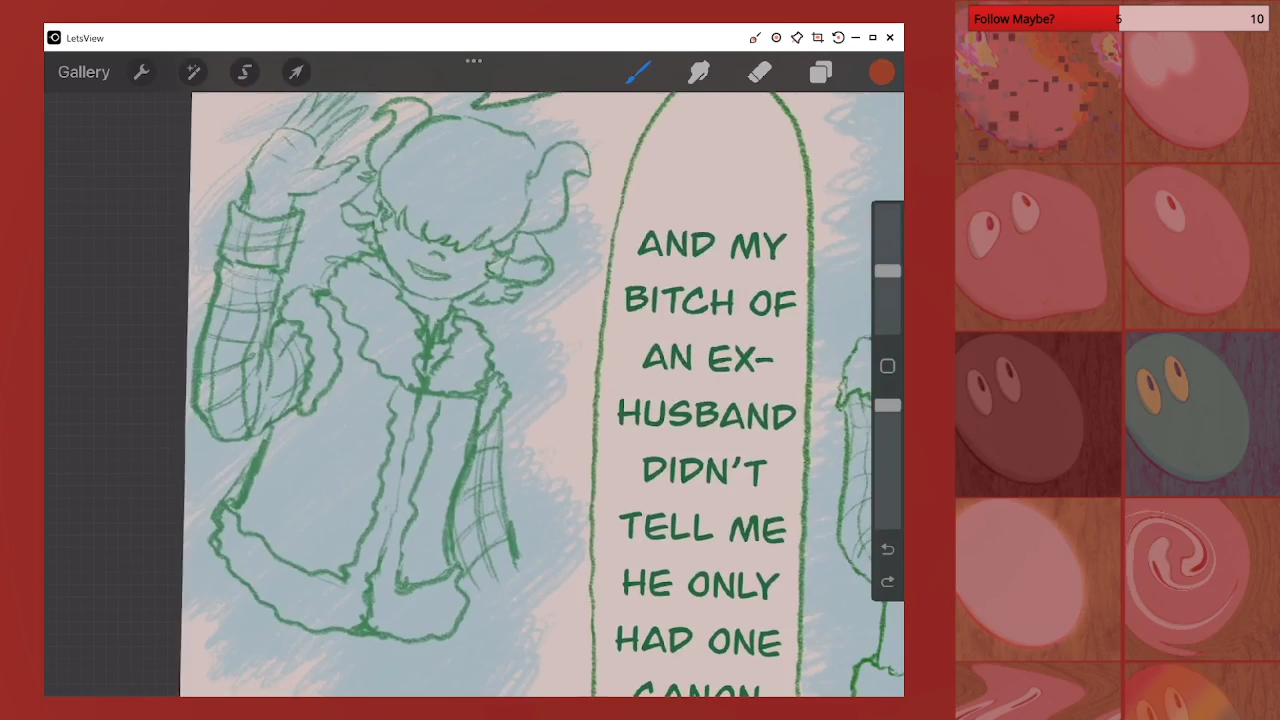 LetsView
Follow Maybe?
5
10
Gallery
AND MY
BITCH OF
AN EX-
HUSBAND
DIDN'T
TELL ME
HE ONLY
HAD ONE
CANON